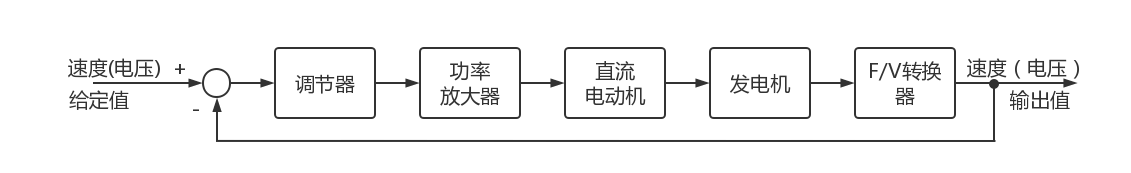 速度(电压) +
给定值
-
调节器
功率
放大器
直流
电动机
发电机
F/V转换
器
速度（电压）
输出值